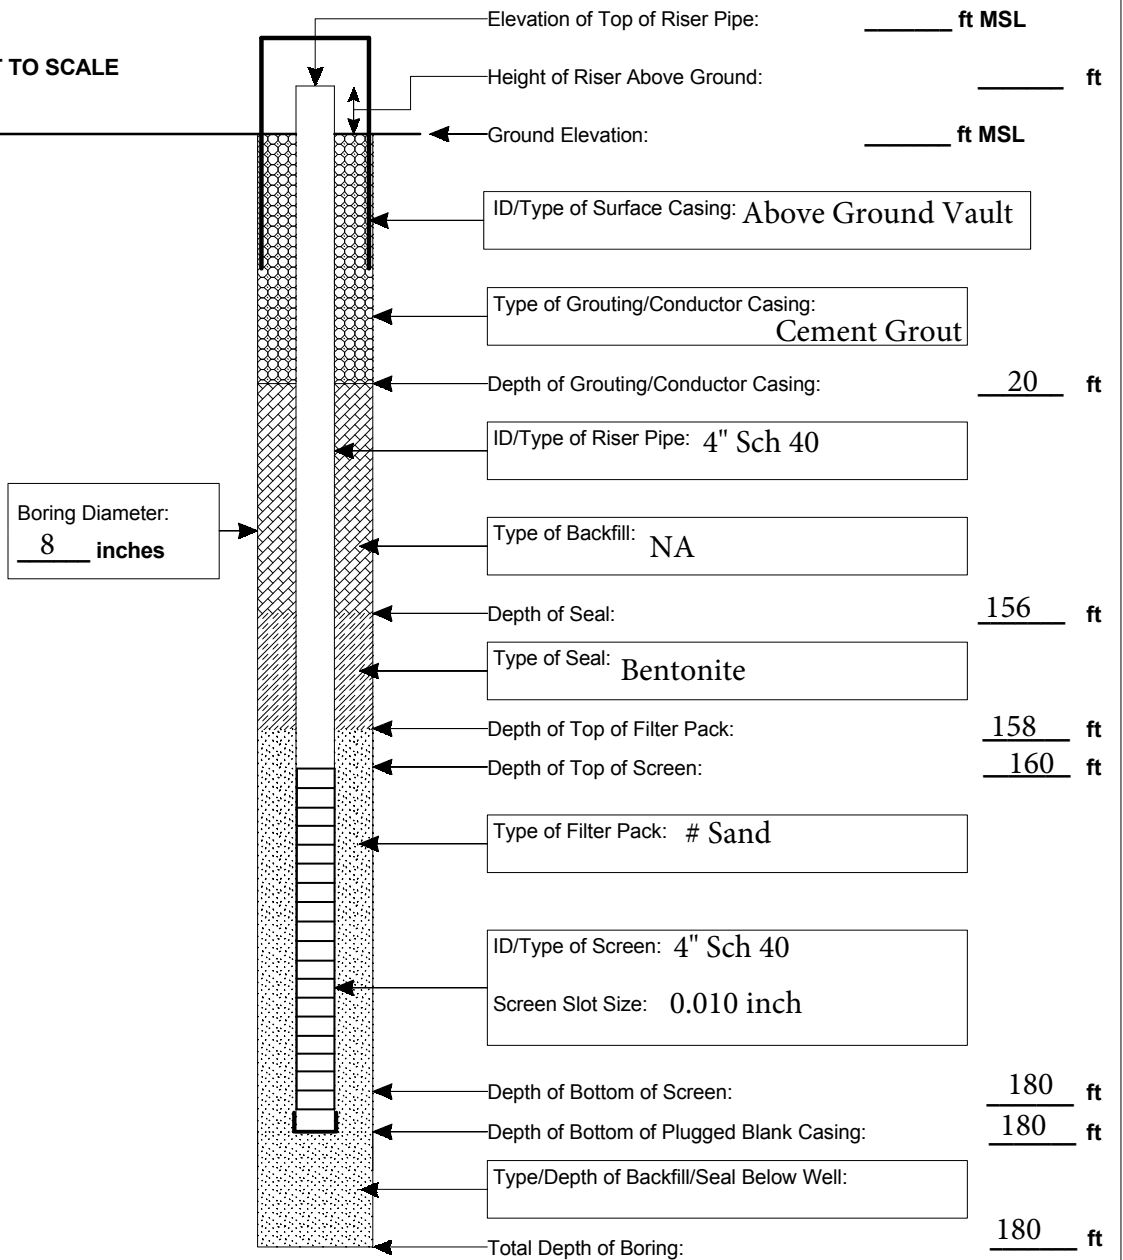 Elevation of Top of Riser Pipe: ______ ft MSL
T TO SCALE
Height of Riser Above Ground: ______ ft
Ground Elevation: ______ ft MSL
ID/Type of Surface Casing: Above Ground Vault
Type of Grouting/Conductor Casing:
Cement Grout
Depth of Grouting/Conductor Casing: 20 ft
ID/Type of Riser Pipe: 4" Sch 40
Boring Diameter:
8 inches
Type of Backfill: NA
Depth of Seal: 156 ft
Type of Seal: Bentonite
Depth of Top of Filter Pack: 158 ft
Depth of Top of Screen: 160 ft
Type of Filter Pack: # Sand
ID/Type of Screen: 4" Sch 40
Screen Slot Size: 0.010 inch
Depth of Bottom of Screen: 180 ft
Depth of Bottom of Plugged Blank Casing: 180 ft
Type/Depth of Backfill/Seal Below Well:
Total Depth of Boring: 180 ft